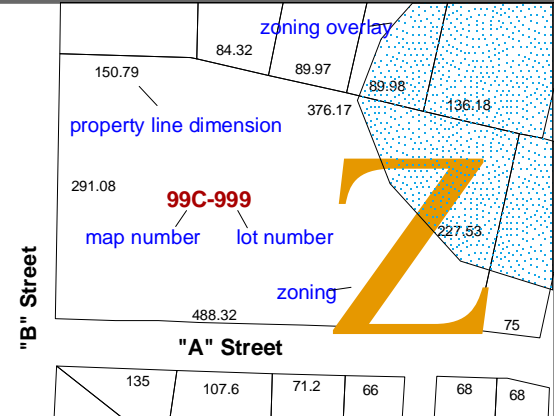 zoning overlay
84.32
89.97
89.98
136.18
150.79
376.17
property line dimension
291.08
99C-999
map number
lot number
227.53
zoning
Z
488.32
75
"B" Street
"A" Street
135
107.6
71.2
66
68
68